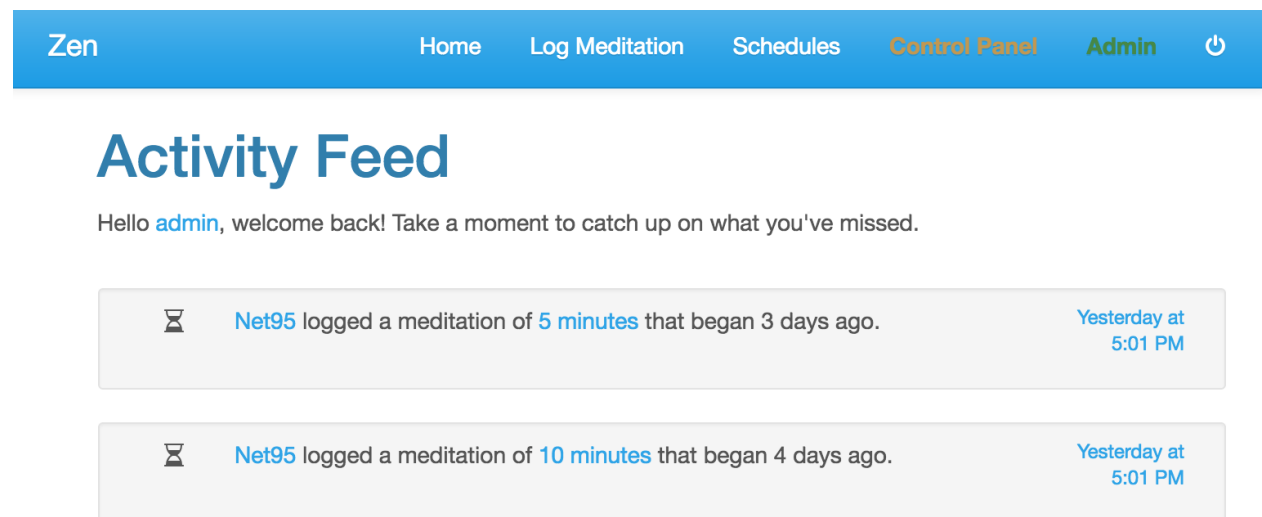 Zen Home Log Meditation Schedules Control Panel Admin
Activity Feed
Hello admin, welcome back! Take a moment to catch up on what you've missed.
Net95 logged a meditation of 5 minutes that began 3 days ago.
Yesterday at
5:01 PM
Net95 logged a meditation of 10 minutes that began 4 days ago.
Yesterday at
5:01 PM